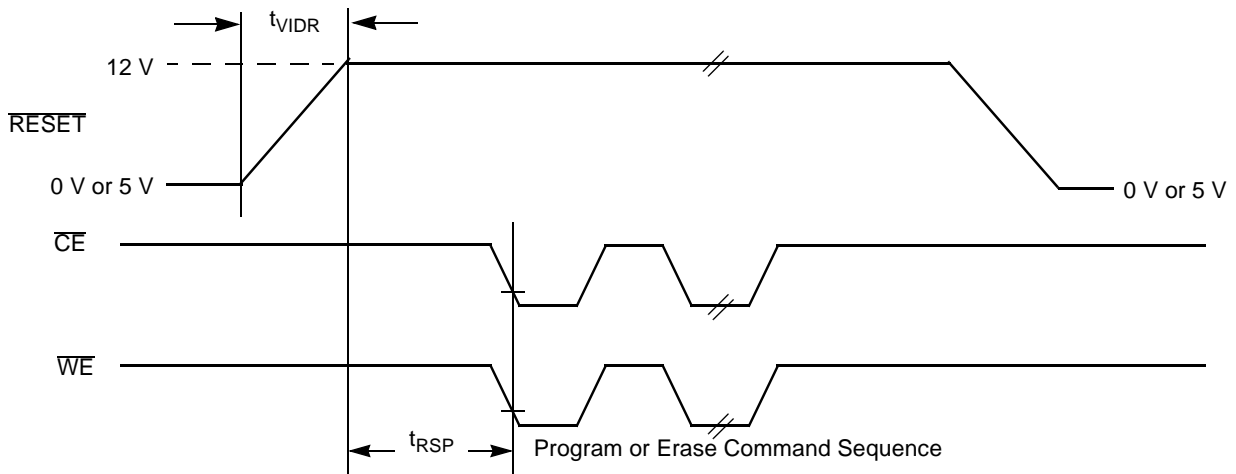 tVIDR
12 V
RESET
0 V or 5 V
0 V or 5 V
CE
WE
tRSP
Program or Erase Command Sequence